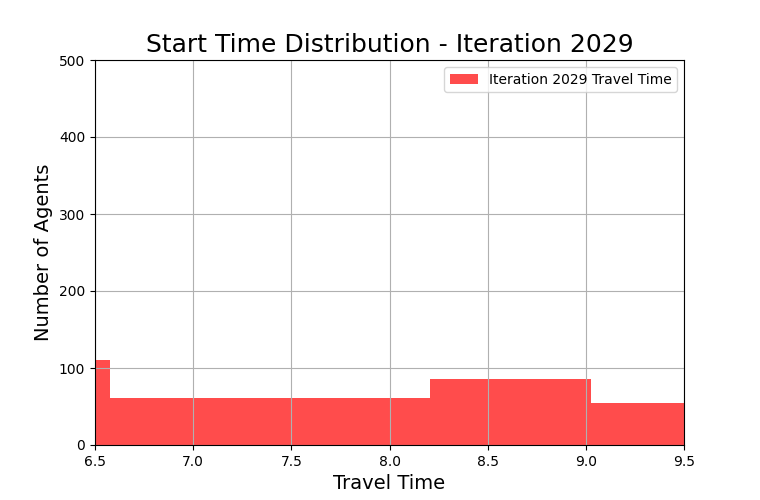 Start Time Distribution - Iteration 2029
500
Iteration 2029 Travel Time
400
300
200
100
0
Number of Agents
6.5 7.0 7.5 8.0 8.5 9.0 9.5
Travel Time